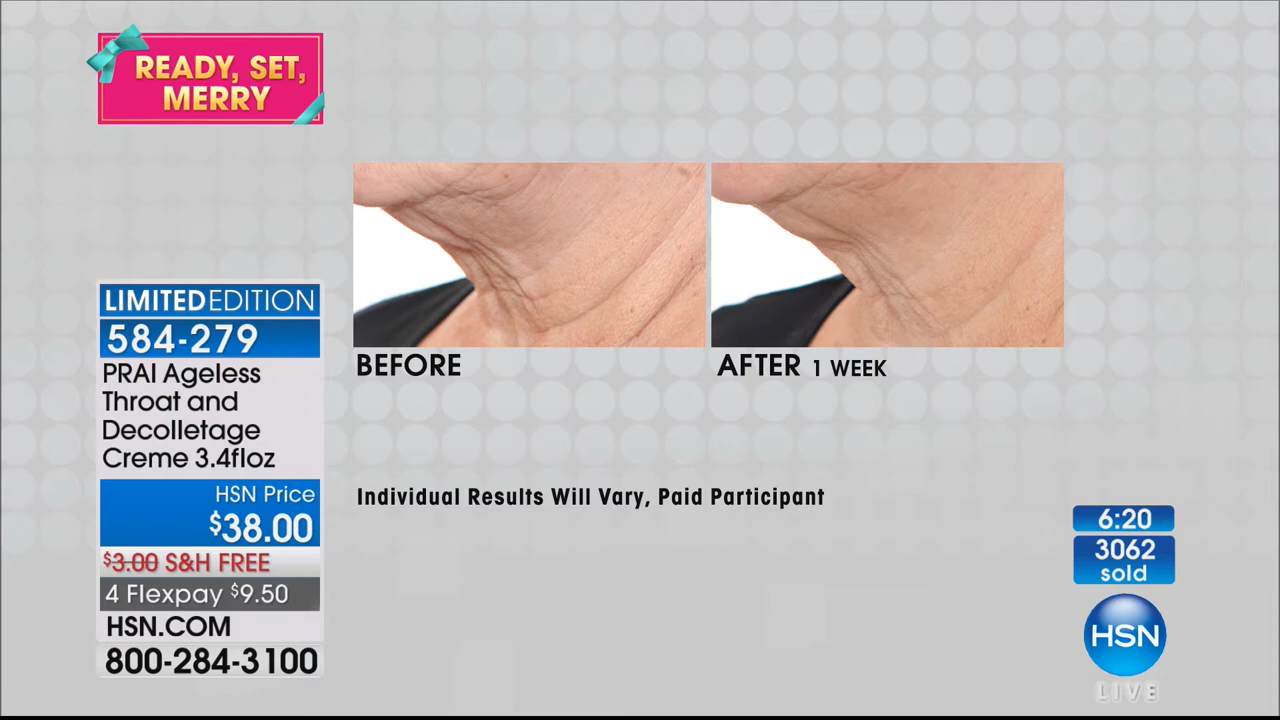 READY, SET,
MERRY
BEFORE
AFTER 1 WEEK
LIMITEDEDITION
584-279
PRAI Ageless
Throat and
Decolletage
Creme 3.4floz
HSN Price
$38.00
$3.00 S&H FREE
4 Flexpay $9.50
HSN.COM
800-284-3100
Individual Results Will Vary, Paid Participant
6:20
3062
sold
HSN
LIVE